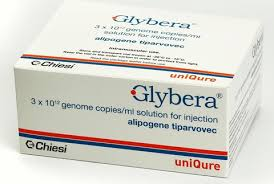 Glybera®
3 x 10¹² genome copies/ml
solution for injection
Intramuscular use.
alipogene tiparvovec
Chiesi
uniQure
Glybera®
3 x 10¹² genome copies/ml solution for injection
alipogene tiparvovec
Chiesi
uniQure